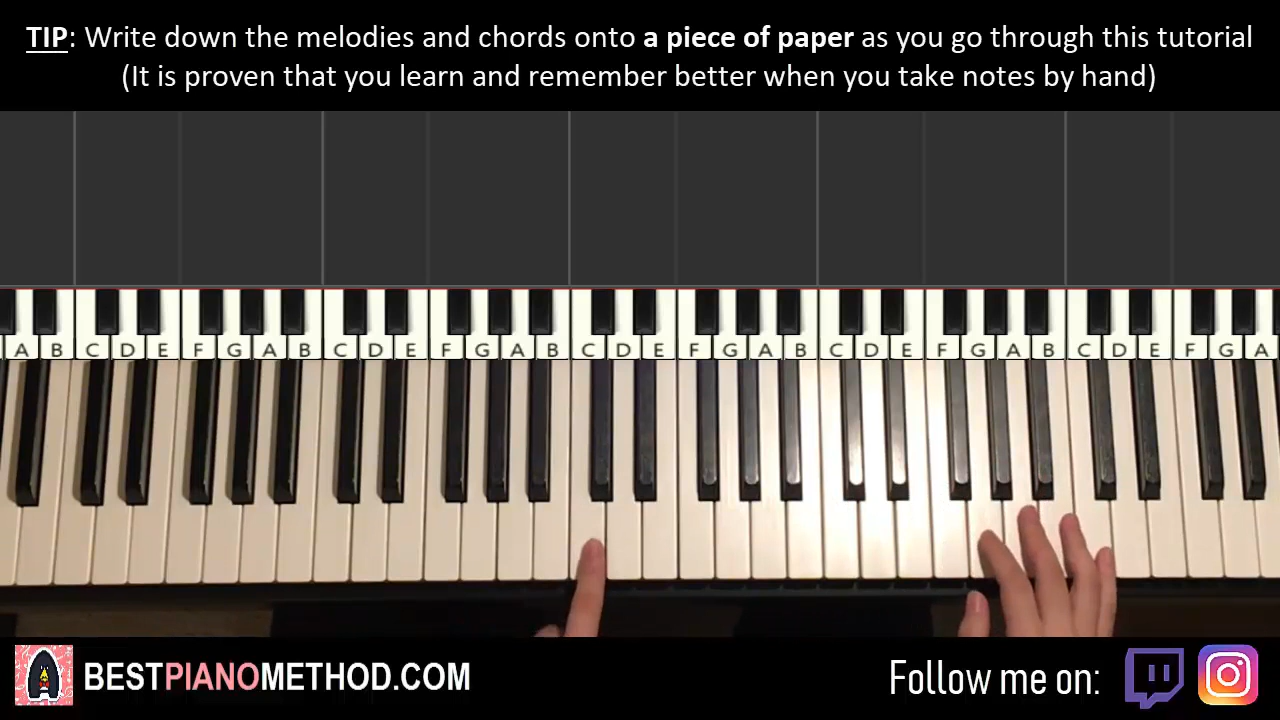 TIP: Write down the melodies and chords onto a piece of paper as you go through this tutorial
(It is proven that you learn and remember better when you take notes by hand)
A B C D E F G A B C D E F G A B C D E F G A B C D E F G A B C D E F G A
BESTPIANOMETHOD.COM
Follow me on: